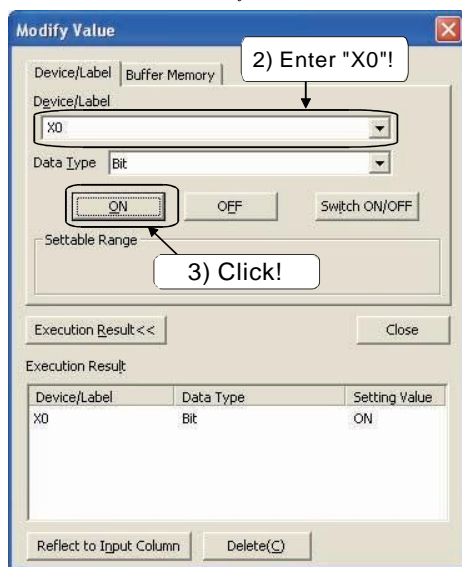 Modify Value
2) Enter "X0"!
Device/Label Buffer Memory
Device/Label
X0
Data Type Bit
ON OFF Switch ON/OFF
Settable Range
3) Click!
Execution Result<< Close
Execution Result
Device/Label Data Type Setting Value
X0 Bit ON
Reflect to Input Column Delete(C)